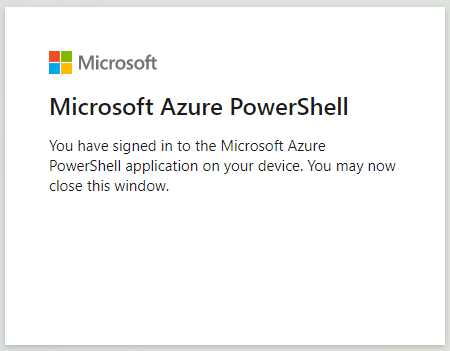 Microsoft
Microsoft Azure PowerShell
You have signed in to the Microsoft Azure
PowerShell application on your device. You may now
close this window.